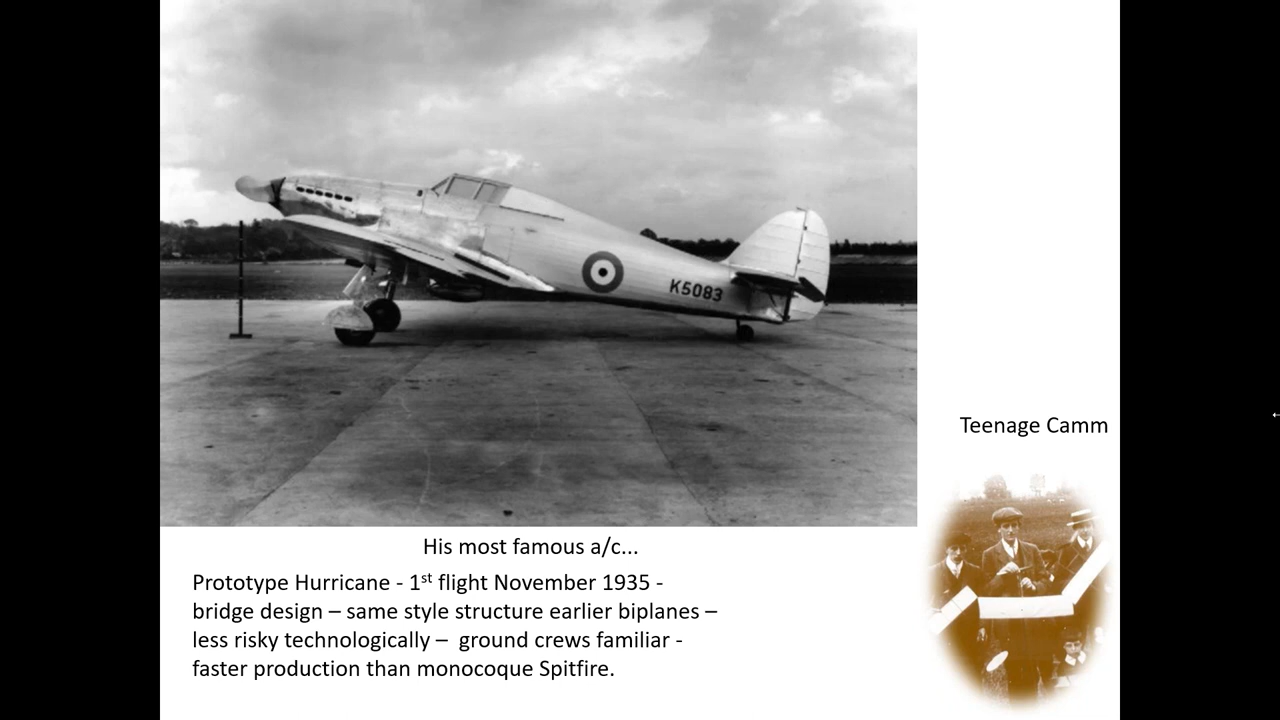 K5083
Teenage Camm
His most famous a/c...
Prototype Hurricane - 1st flight November 1935 -
bridge design – same style structure earlier biplanes –
less risky technologically –  ground crews familiar -
faster production than monocoque Spitfire.